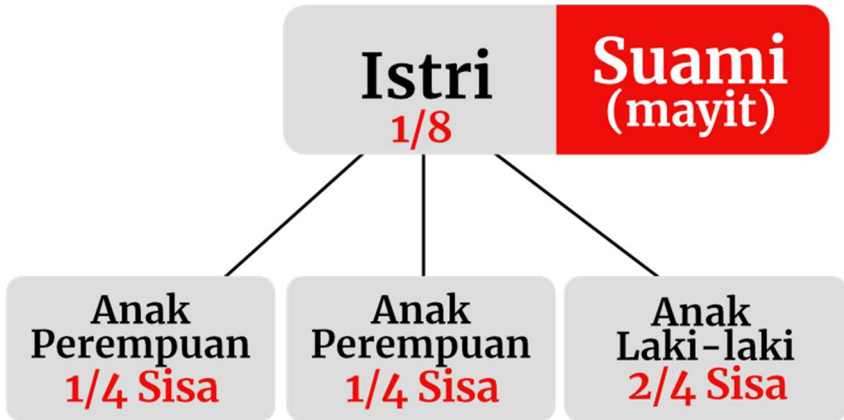 Istri
1/8
Suami
(mayit)
Anak
Perempuan
1/4 Sisa
Anak
Perempuan
1/4 Sisa
Anak
Laki-laki
2/4 Sisa